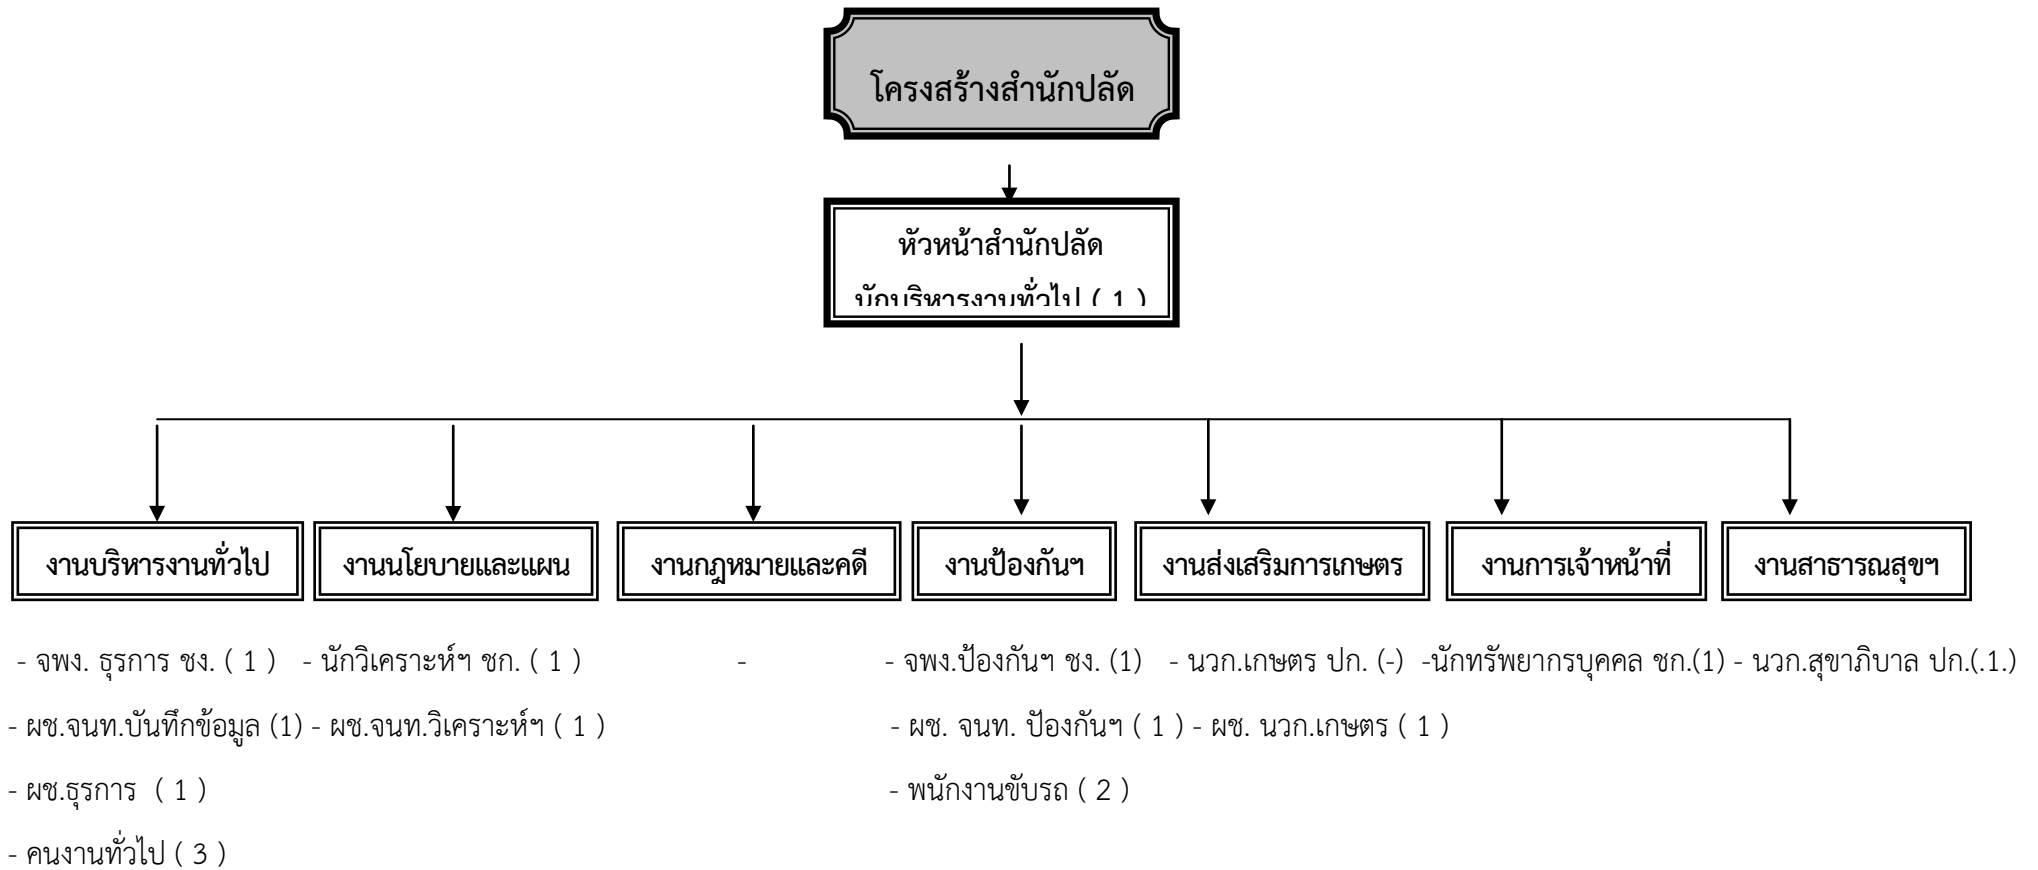 โครงสร้างสำนักปลัด
หัวหน้าสำนักปลัด
นักบริหารงานทั่วไป ( 1 )
งานบริหารงานทั่วไป งานนโยบายและแผน งานกฎหมายและคดี งานป้องกันฯ งานส่งเสริมการเกษตร งานการเจ้าหน้าที่ งานสาธารณสุขฯ
- จพง. ธุรการ ชง. ( 1 ) - นักวิเคราะห์ฯ ชก. ( 1 ) - - จพง.ป้องกันฯ ชง. (1) - นวก.เกษตร ปก. (-) -นักทรัพยากรบุคคล ชก.(1) - นวก.สุขาภิบาล ปก.(.1.)
- ผช.จนท.บันทึกข้อมูล (1) - ผช.จนท.วิเคราะห์ฯ ( 1 ) - ผช. จนท. ป้องกันฯ ( 1 ) - ผช. นวก.เกษตร ( 1 )
- ผช.ธุรการ ( 1 ) - พนักงานขับรถ ( 2 )
- คนงานทั่วไป ( 3 )